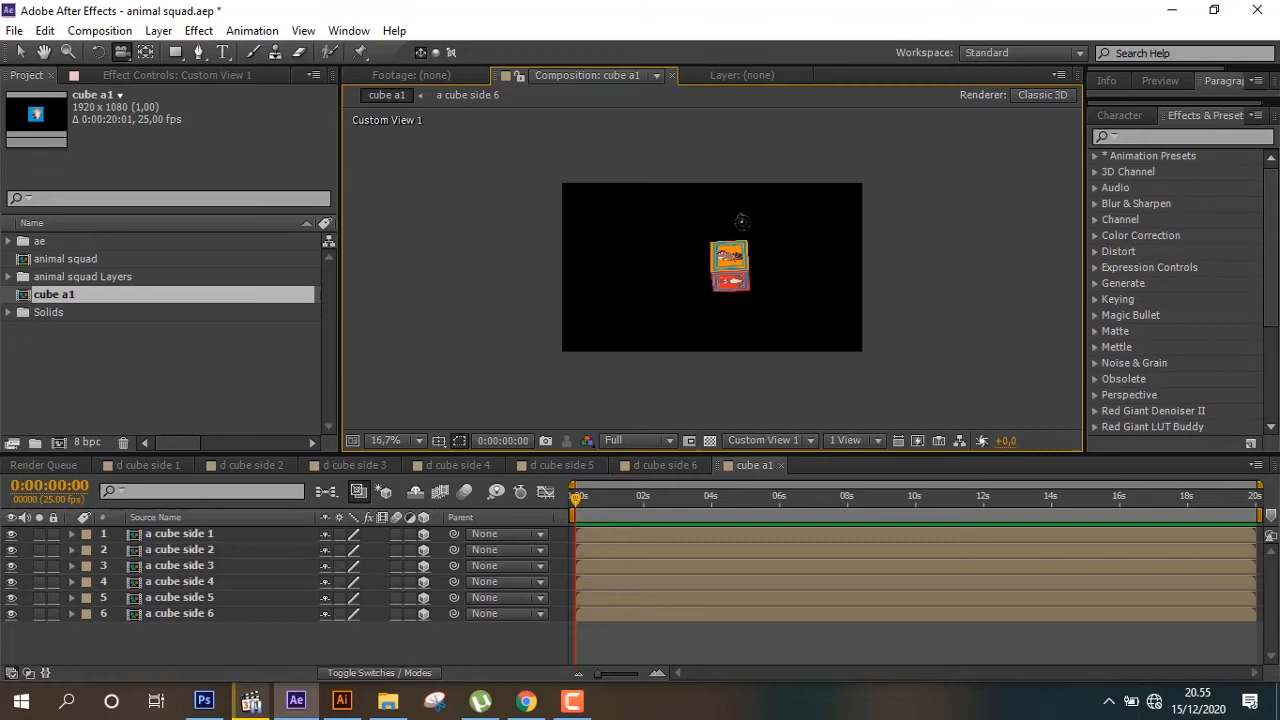 Ae Adobe After Effects - animal squad.aep *
File Edit Composition Layer Effect Animation View Window Help
Workspace: Standard Search Help
Project Effect Controls: Custom View 1 Footage: (none) Composition: cube a1 Layer: (none) Info Preview Paragra
cube a1 1920 x 1080 (1,00) Δ 0:00:20:01, 25,00 fps
cube a1 a cube side 6 Renderer: Classic 3D
Custom View 1
Character Effects & Preset
* Animation Presets
3D Channel
Audio
Blur & Sharpen
Channel
Color Correction
Distort
Expression Controls
Generate
Keying
Magic Bullet
Matte
Mettle
Noise & Grain
Obsolete
Perspective
Red Giant Denoiser II
Red Giant LUT Buddy
Name
ae
animal squad
animal squad Layers
cube a1
Solids
8 bpc
16,7% 0:00:00:00 Full Custom View 1 1 View +0,0
Render Queue d cube side 1 d cube side 2 d cube side 3 d cube side 4 d cube side 5 d cube side 6 cube a1
0:00:00:00
00000 (25.00 fps)
02s 04s 06s 08s 10s 12s 14s 16s 18s 20s
# Source Name fx Parent
1 a cube side 1 None
2 a cube side 2 None
3 a cube side 3 None
4 a cube side 4 None
5 a cube side 5 None
6 a cube side 6 None
Toggle Switches / Modes
Ps Ae Ai
20.55
15/12/2020